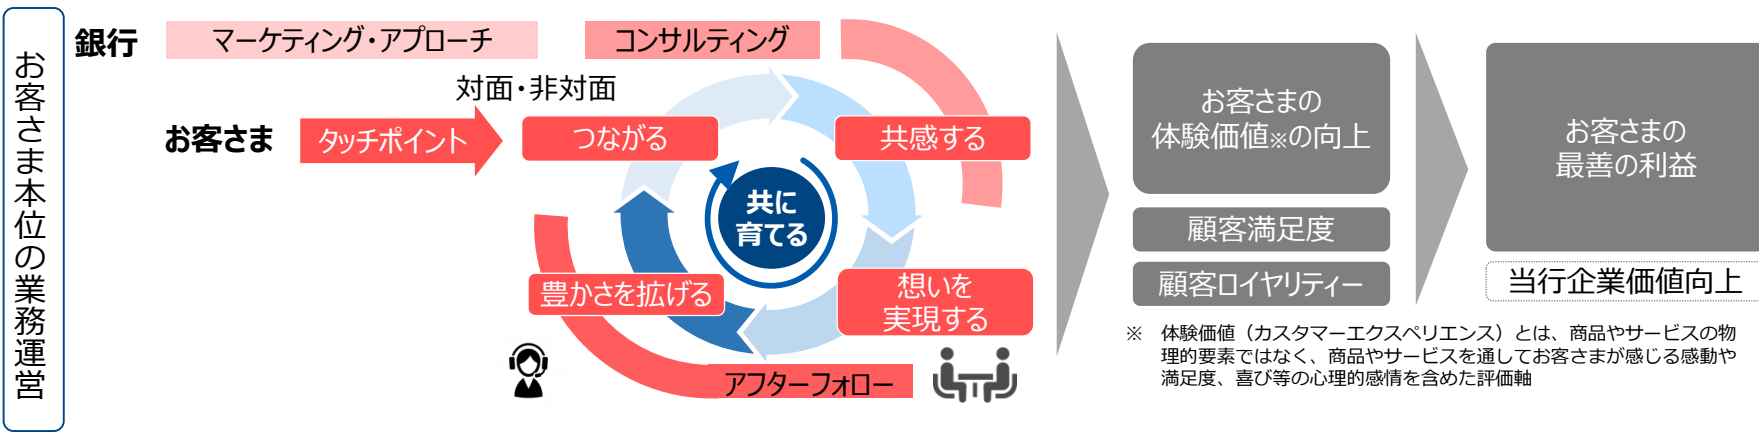 お客さま本位の業務運営
銀行
マーケティング・アプローチ
コンサルティング
対面・非対面
お客さま
タッチポイント
つながる
共感する
共に
育てる
豊かさを拡げる
想いを
実現する
アフターフォロー
お客さまの
体験価値※の向上
顧客満足度
顧客ロイヤリティー
お客さまの
最善の利益
当行企業価値向上
※ 体験価値（カスタマーエクスペリエンス）とは、商品やサービスの物
理的要素ではなく、商品やサービスを通してお客さまが感じる感動や
満足度、喜び等の心理的感情を含めた評価軸